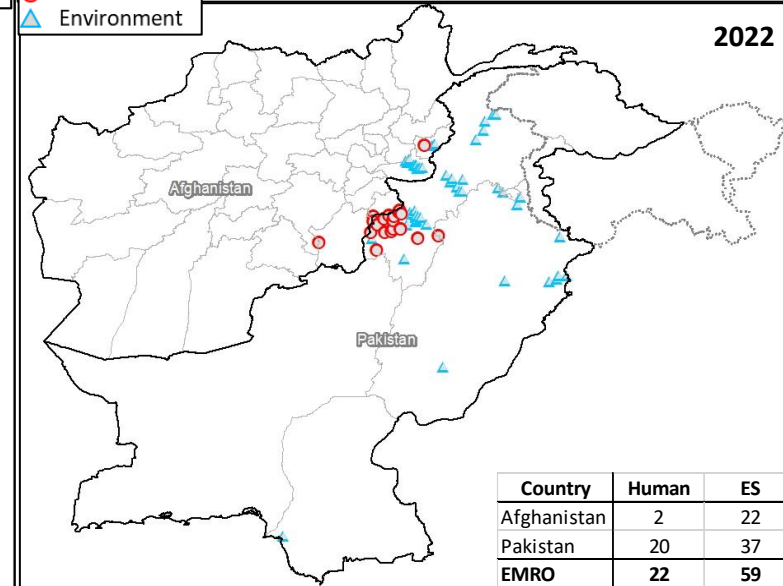 Environment
2022
Afghanistan
Pakistan
Country Human ES
Afghanistan 2 22
Pakistan 20 37
EMRO 22 59